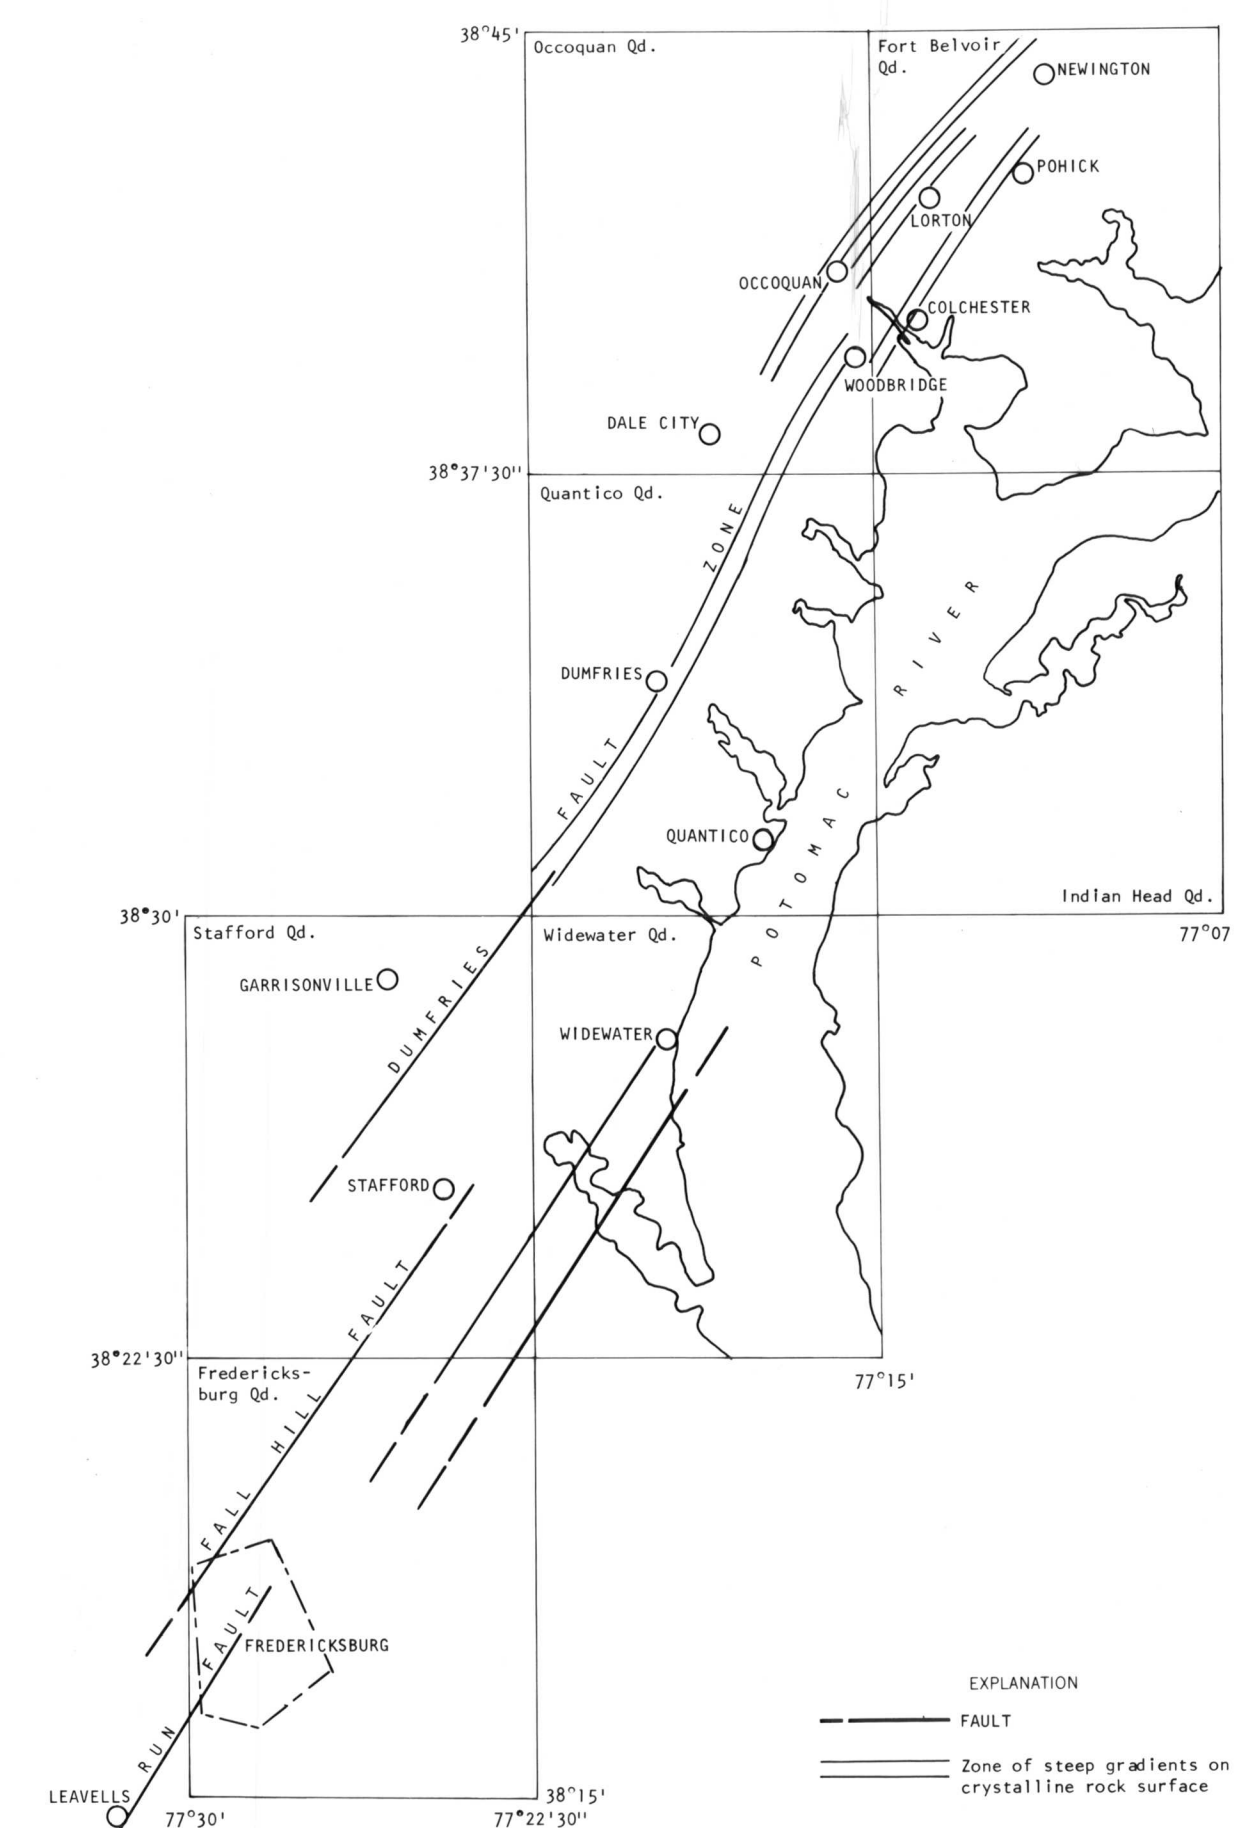 38°45'
Occoquan Qd.
Fort Belvoir
Qd.
NEWINGTON
POHICK
LORTON
OCCOQUAN
COLCHESTER
WOODBRIDGE
DALE CITY
38°37'30"
Quantico Qd.
DUMFRIES FAULT ZONE
POTOMAC RIVER
DUMFRIES
QUANTICO
Indian Head Qd.
38°30'
Stafford Qd.
Widewater Qd.
77°07
GARRISONVILLE
WIDEWATER
STAFFORD
38°22'30"
77°15'
Fredericks-
burg Qd.
FALL HILL FAULT
RUN FAULT
FREDERICKSBURG
LEAVELLS
77°30'
77°22'30"
38°15'
EXPLANATION
FAULT
Zone of steep gradients on
crystalline rock surface